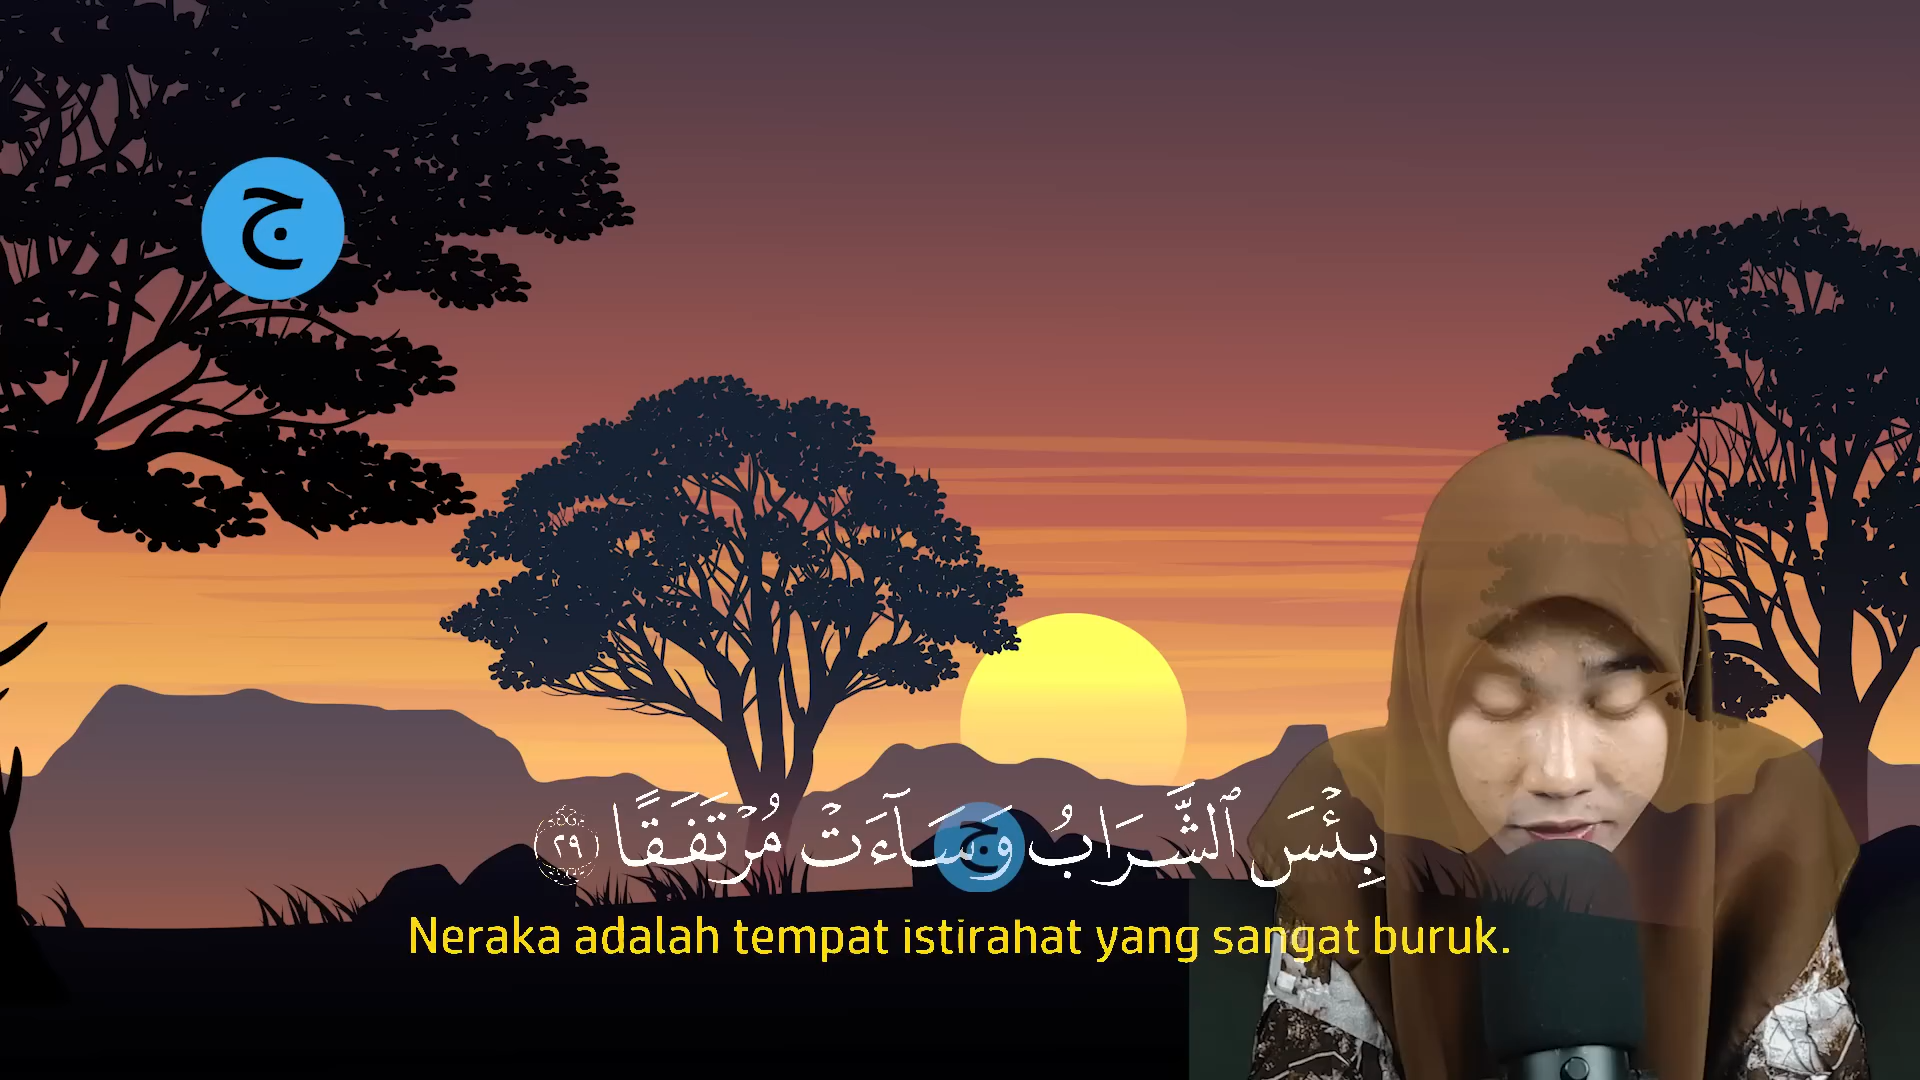 ج
بِئْسَ ٱلشَّرَابُ وَسَآءَتْ مُرْتَفَقًا ٢٩
ج
Neraka adalah tempat istirahat yang sangat buruk.